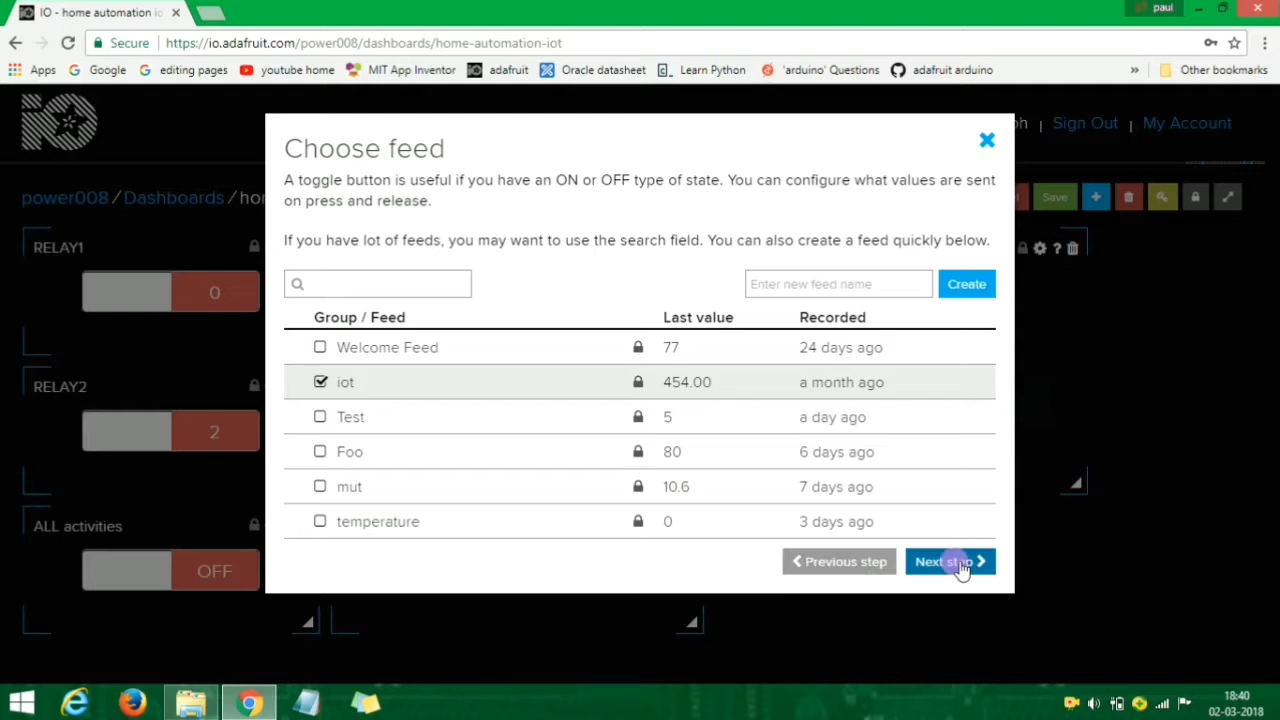 IO - home automation io
paul
Secure https://io.adafruit.com/power008/dashboards/home-automation-iot
Apps Google editing pages youtube home MIT App Inventor adafruit Oracle datasheet Learn Python 'arduino' Questions adafruit arduino » Other bookmarks
Sign Out | My Account
power008 / Dashboards /
Save
Choose feed
A toggle button is useful if you have an ON or OFF type of state. You can configure what values are sent
on press and release.
If you have lot of feeds, you may want to use the search field. You can also create a feed quickly below.
Enter new feed name Create
Group / Feed Last value Recorded
Welcome Feed 77 24 days ago
iot 454.00 a month ago
Test 5 a day ago
Foo 80 6 days ago
mut 10.6 7 days ago
temperature 0 3 days ago
Previous step Next step
RELAY1
0
RELAY2
2
ALL activities
OFF
18:40
02-03-2018